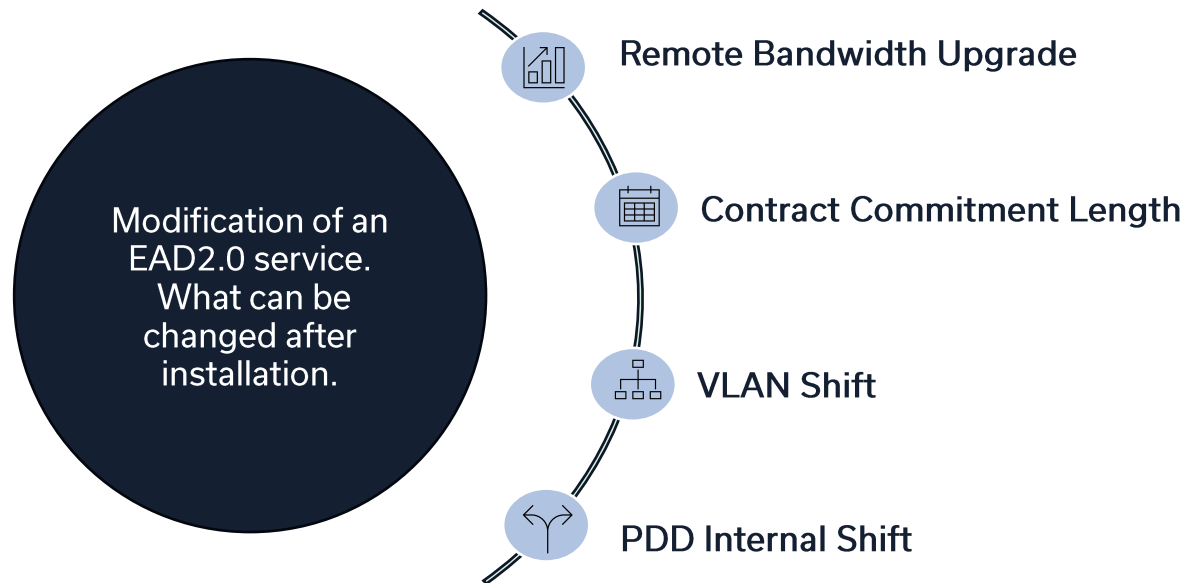 Modification of an
EAD2.0 service.
What can be
changed after
installation.
Remote Bandwidth Upgrade
Contract Commitment Length
VLAN Shift
PDD Internal Shift